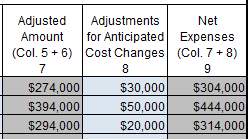 Adjusted Adjustments Net
Amount for Anticipated Expenses
(Col. 5 + 6) Cost Changes (Col. 7 + 8)
7 8 9
$274,000 $30,000 $304,000
$394,000 $50,000 $444,000
$294,000 $20,000 $314,000